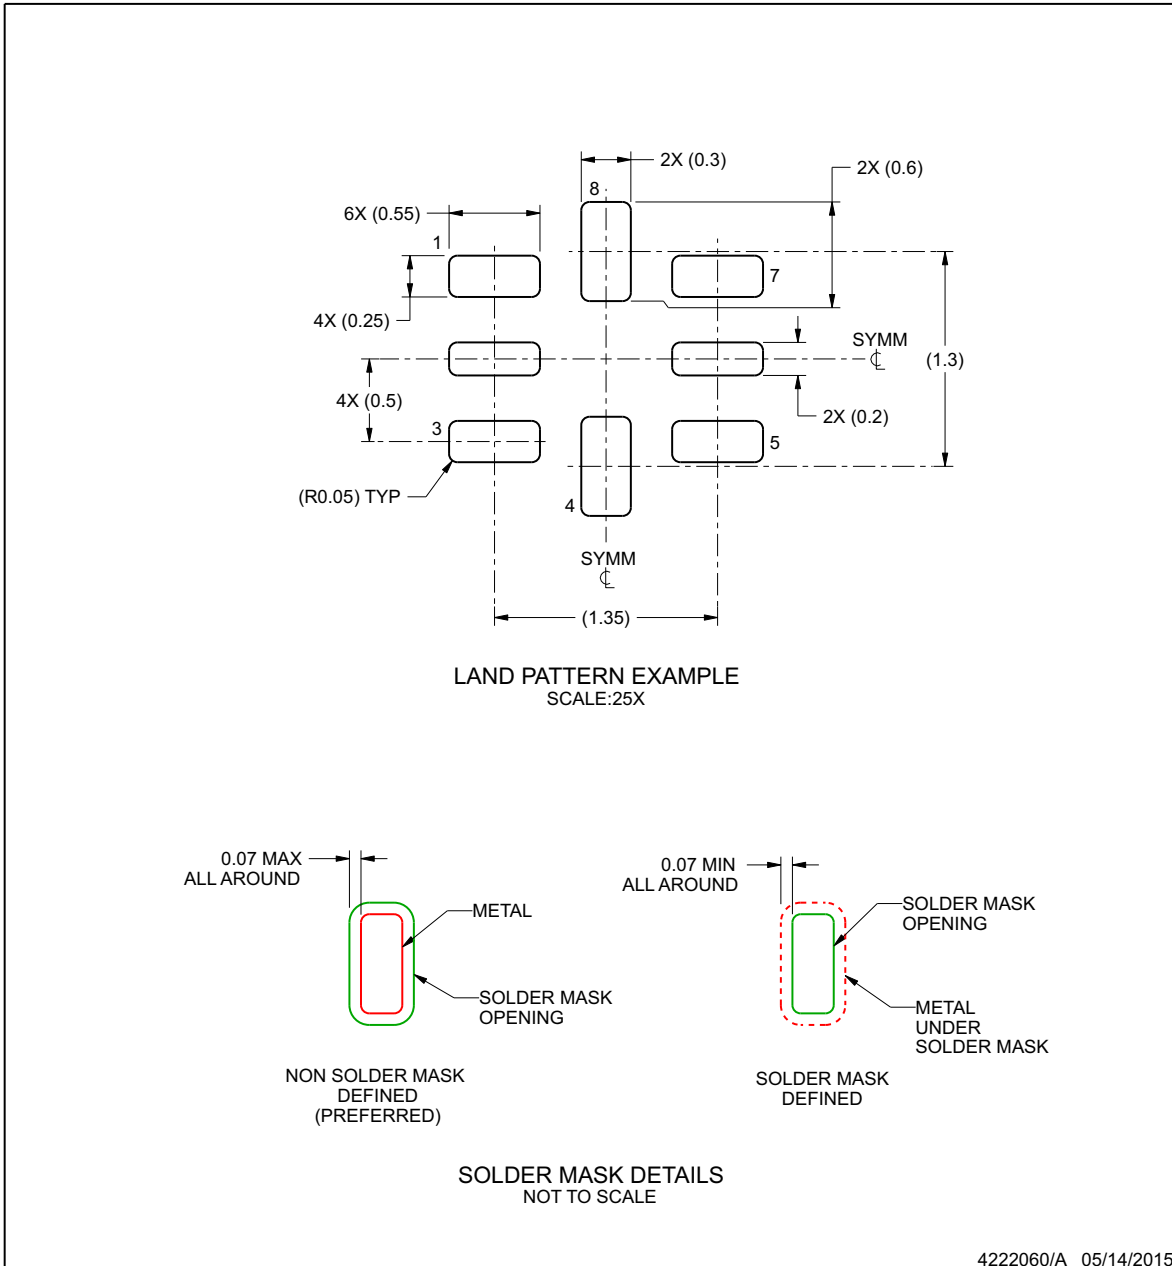 2X (0.3)
2X (0.6)
8
6X (0.55)
1
7
4X (0.25)
SYMM
℄
(1.3)
4X (0.5)
2X (0.2)
3
5
(R0.05) TYP
4
SYMM
℄
(1.35)
LAND PATTERN EXAMPLE
SCALE:25X
0.07 MAX
ALL AROUND
METAL
SOLDER MASK
OPENING
NON SOLDER MASK
DEFINED
(PREFERRED)
0.07 MIN
ALL AROUND
SOLDER MASK
OPENING
METAL
UNDER
SOLDER MASK
SOLDER MASK
DEFINED
SOLDER MASK DETAILS
NOT TO SCALE
4222060/A 05/14/2015